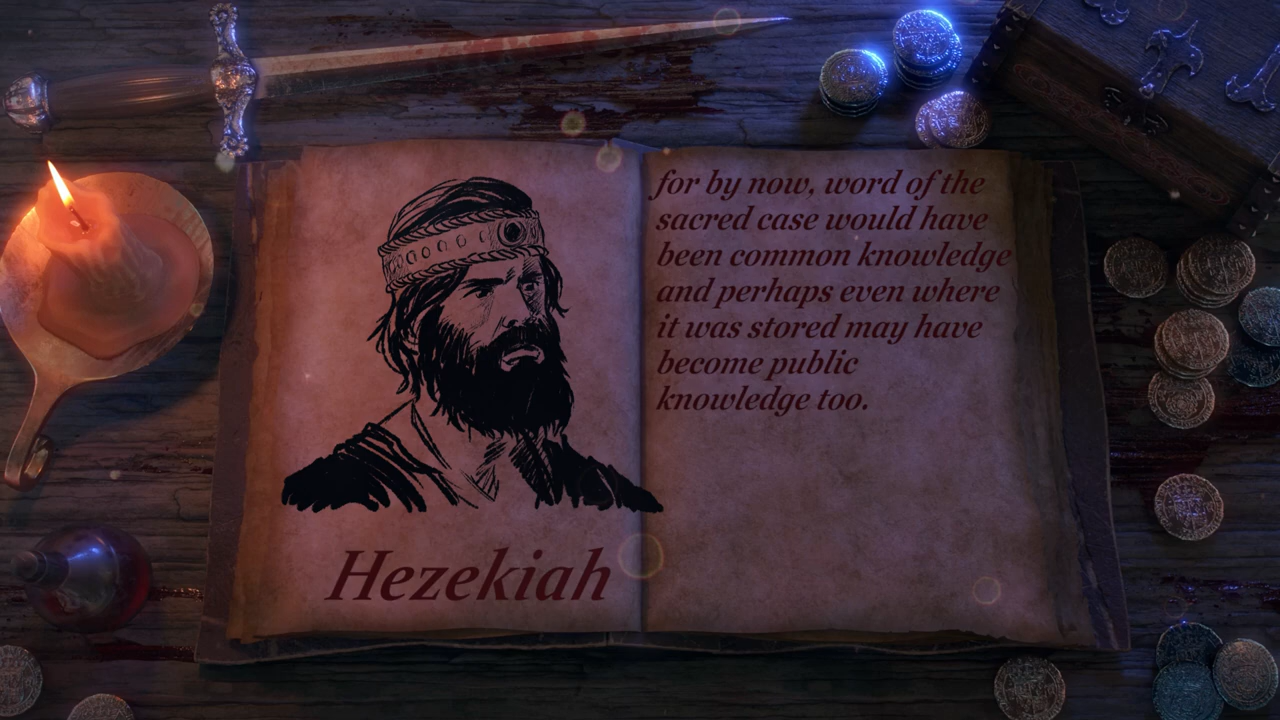 Hezekiah
for by now, word of the
sacred case would have
been common knowledge
and perhaps even where
it was stored may have
become public
knowledge too.